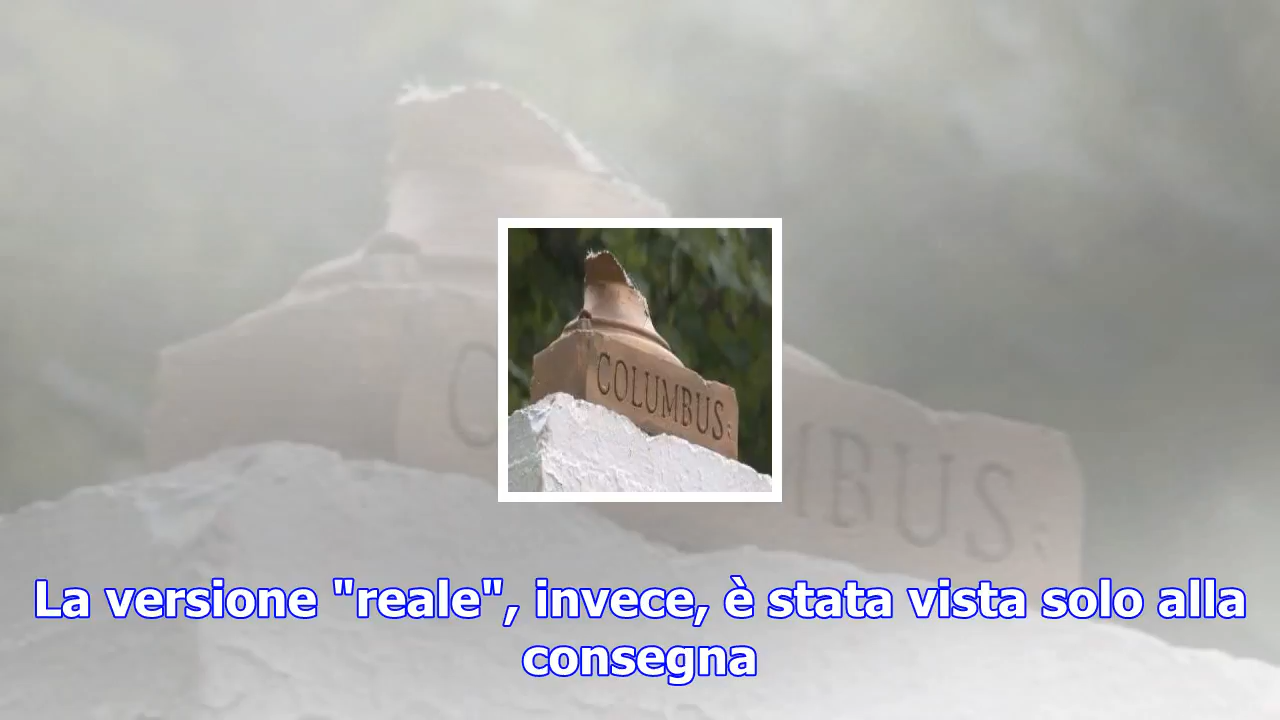 COLUMBUS:
La versione "reale", invece, è stata vista solo alla
consegna